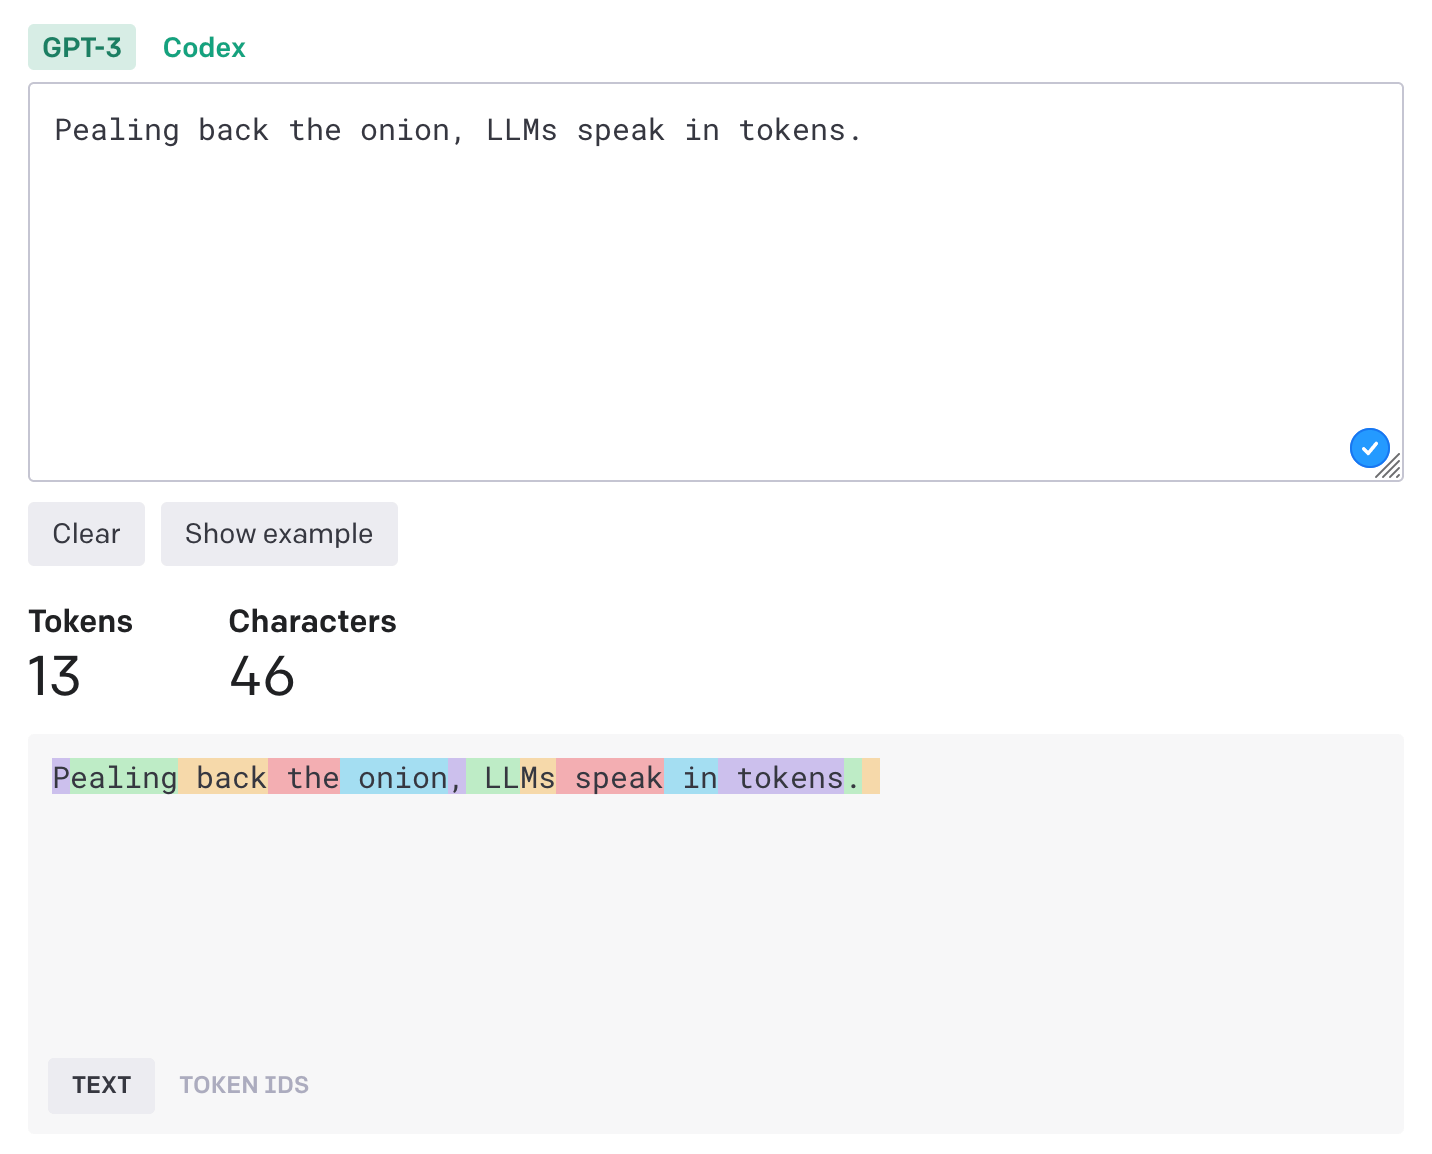 GPT-3 Codex
Pealing back the onion, LLMs speak in tokens.
Clear Show example
Tokens Characters
13 46
Pealing back the onion, LLMs speak in tokens.
TEXT TOKEN IDS